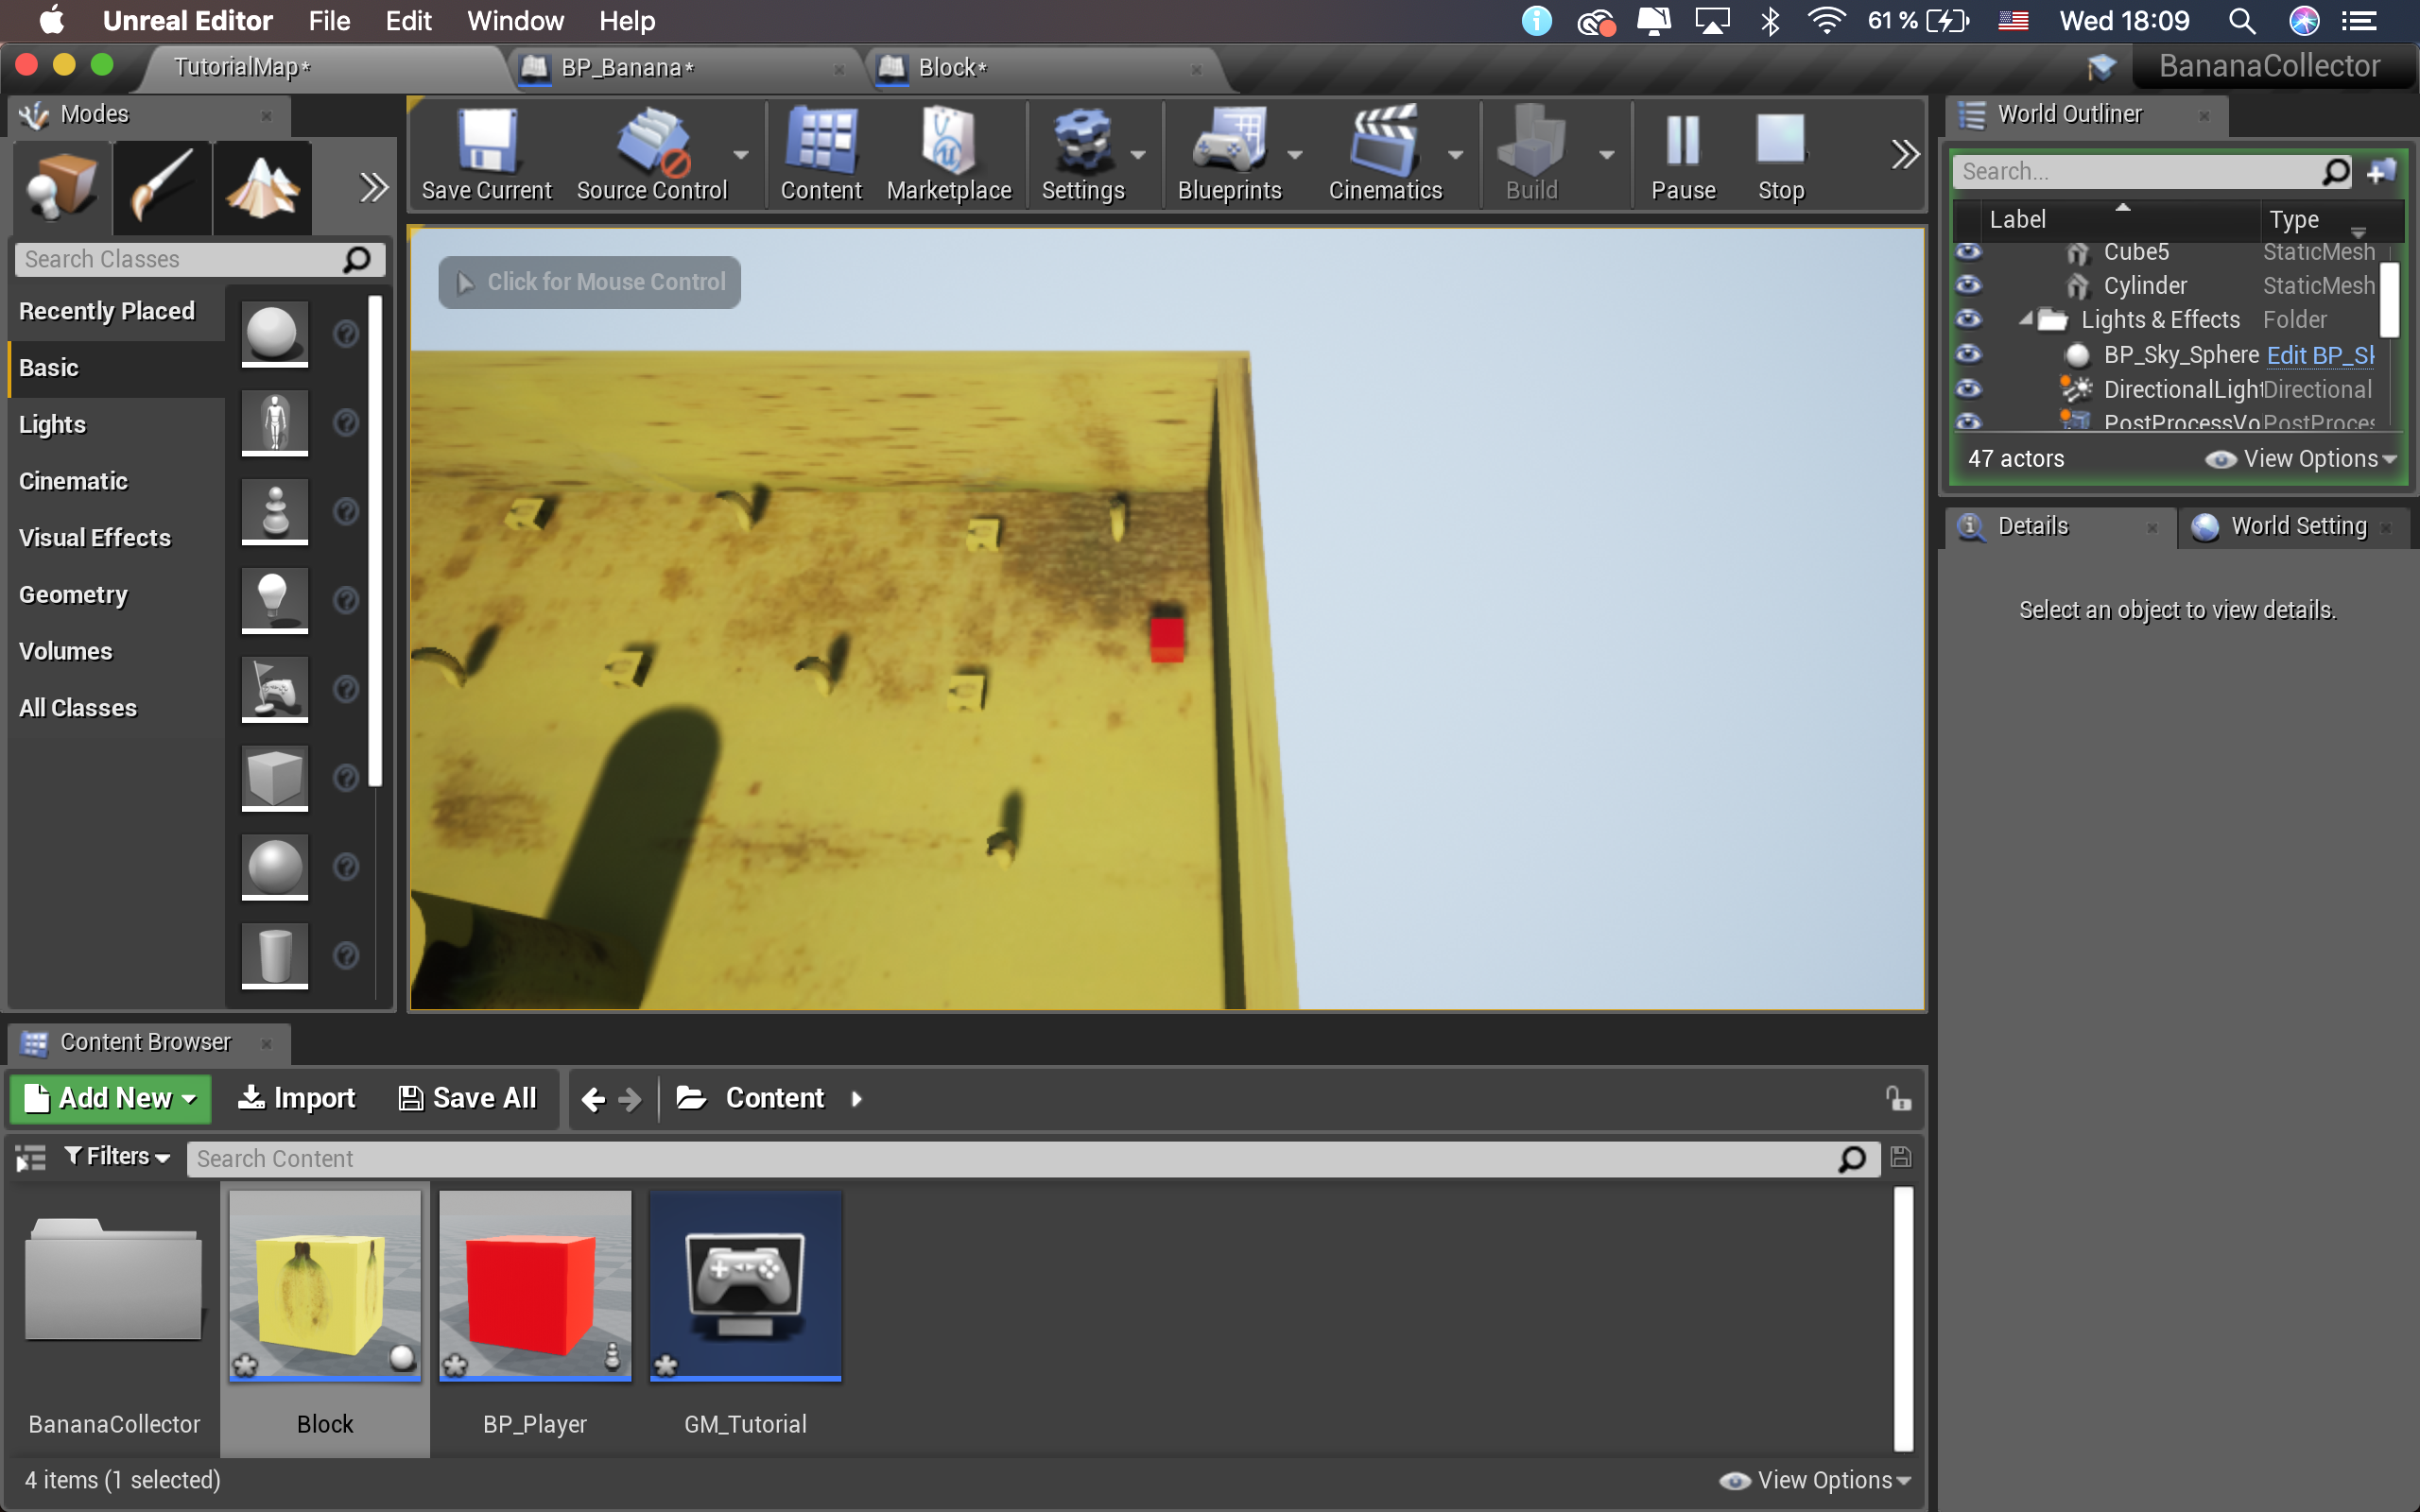 Unreal Editor File Edit Window Help 61 % Wed 18:09
TutorialMap* BP_Banana* Block* BananaCollector
Modes
Search Classes
Recently Placed
Basic
Lights
Cinematic
Visual Effects
Geometry
Volumes
All Classes
Save Current Source Control Content Marketplace Settings Blueprints Cinematics Build Pause Stop
Click for Mouse Control
World Outliner
Search...
Label Type
Cube5 StaticMesh
Cylinder StaticMesh
Lights & Effects Folder
BP_Sky_Sphere Edit BP_Sk
DirectionalLight Directional
PostProcessVo PostProces
47 actors View Options
Details World Setting
Select an object to view details.
Content Browser
Add New Import Save All Content
Filters Search Content
BananaCollector Block BP_Player GM_Tutorial
4 items (1 selected) View Options